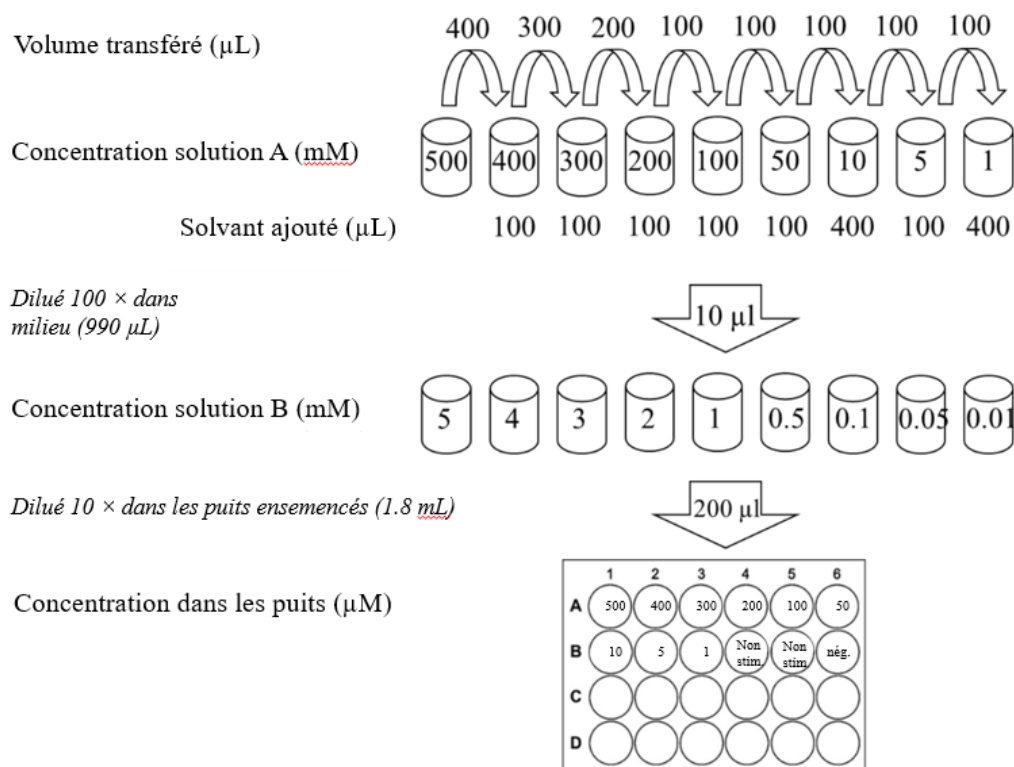 400 300 200 100 100 100 100 100
Volume transféré (µL)
Concentration solution A (mM)
500 400 300 200 100 50 10 5 1
Solvant ajouté (µL)
100 100 100 100 100 400 100 400
Dilué 100 × dans
milieu (990 µL)
10 µl
Concentration solution B (mM)
5 4 3 2 1 0.5 0.1 0.05 0.01
Dilué 10 × dans les puits ensemencés (1.8 mL)
200 µl
Concentration dans les puits (µM)
1 2 3 4 5 6
A 500 400 300 200 100 50
B 10 5 1 Non stim. Non stim nég.
C
D